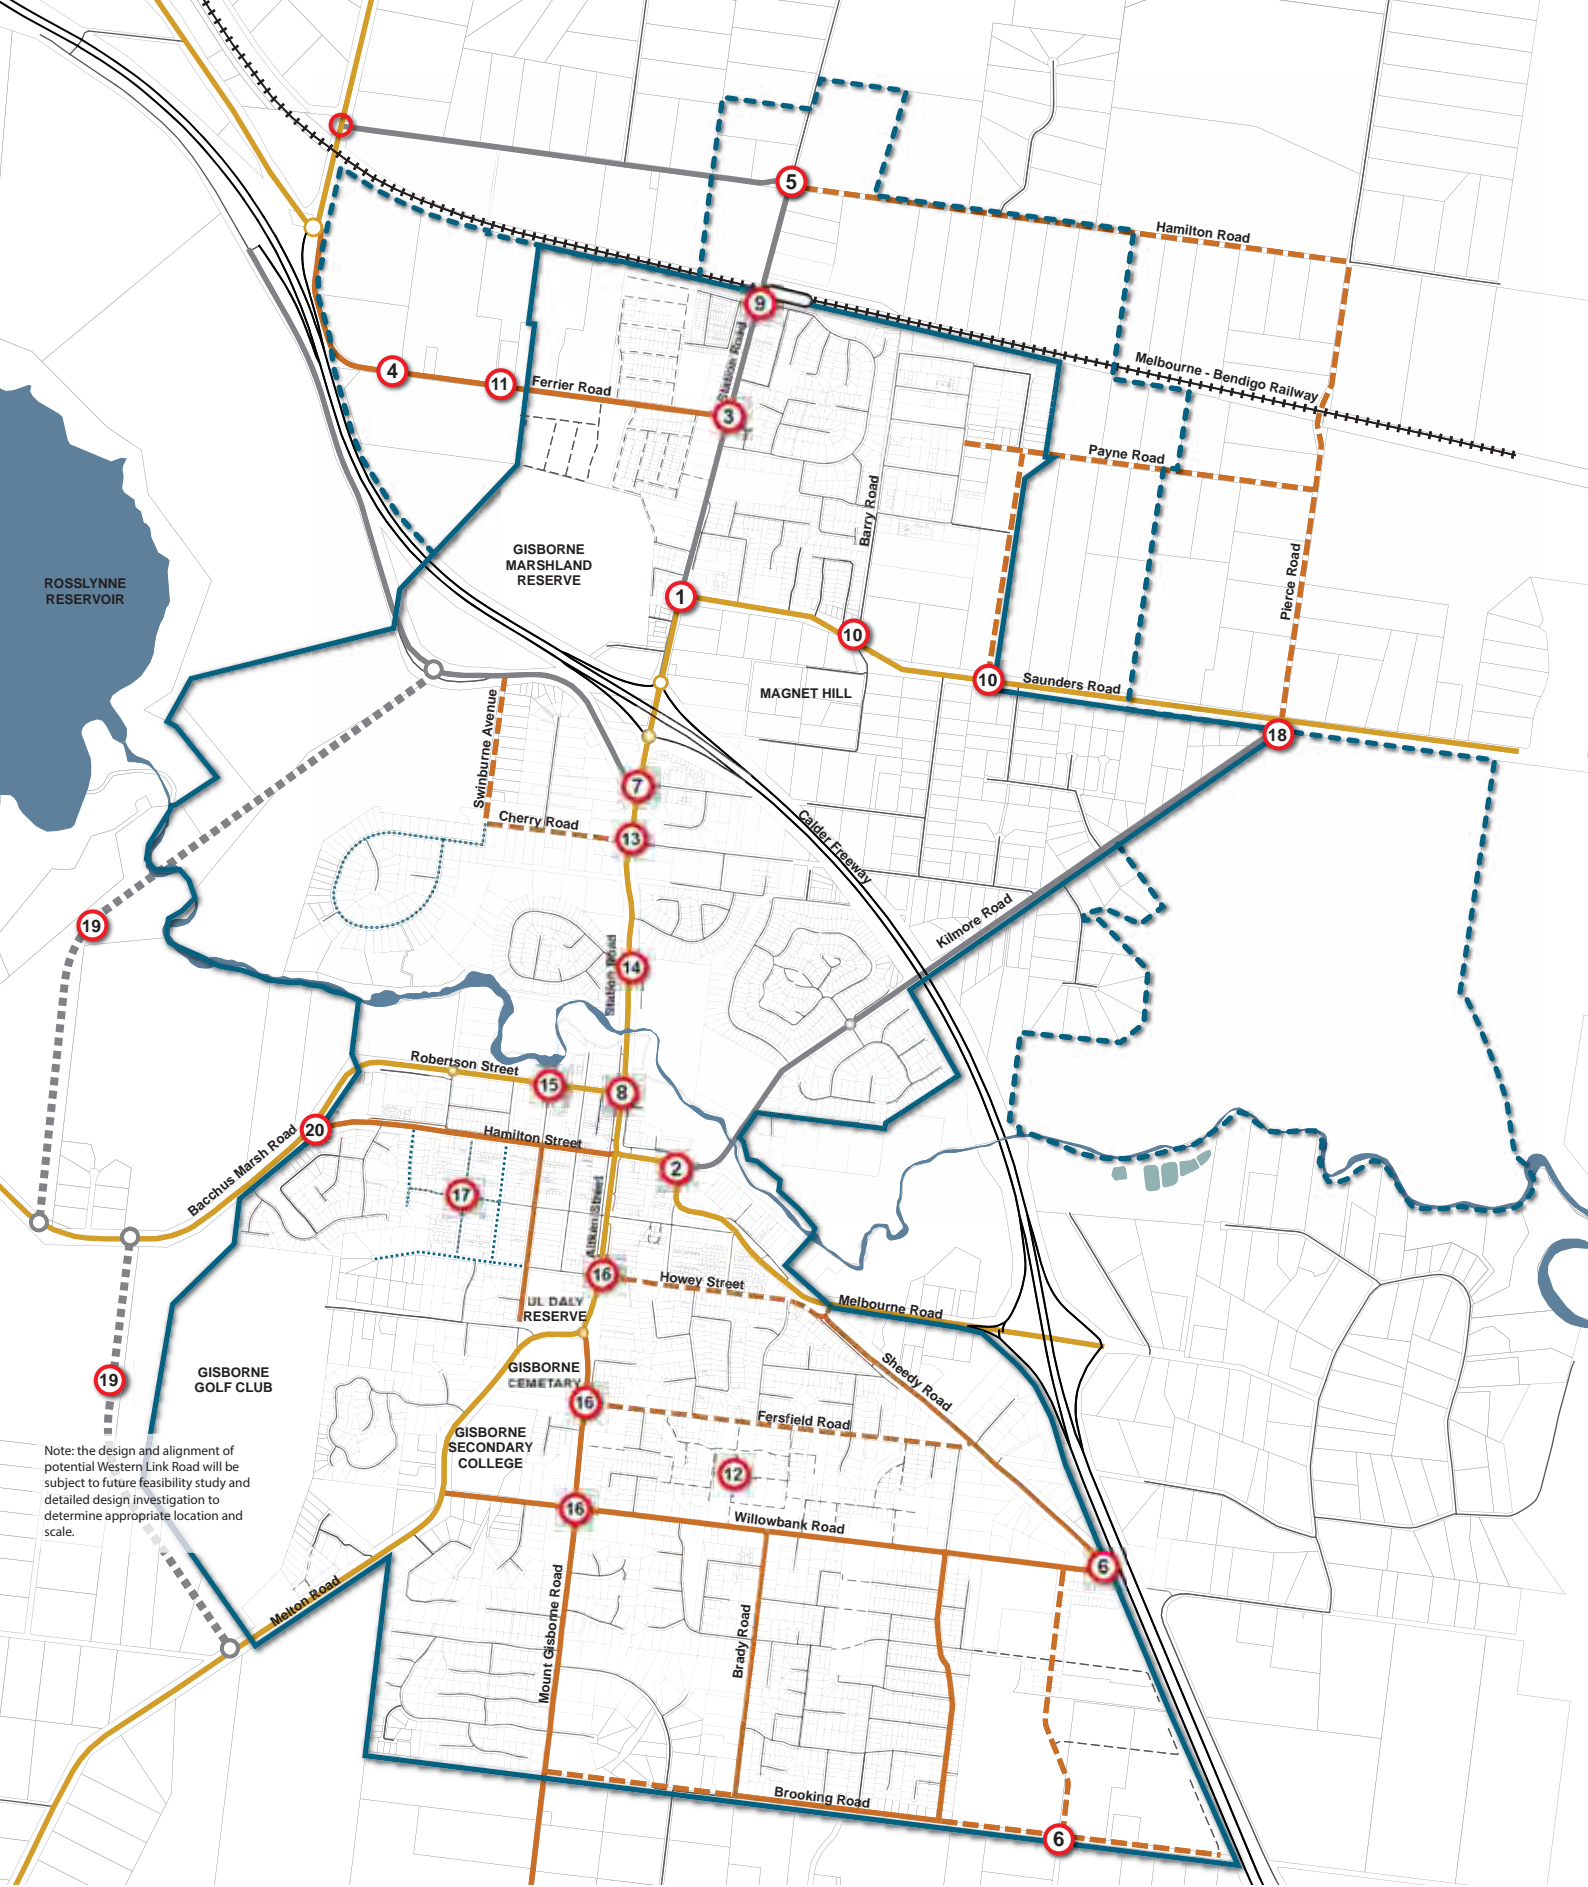 5
Hamilton Road
9
Station Road
Melbourne - Bendigo Railway
4
11
Ferrier Road
3
Payne Road
Barry Road
GISBORNE
MARSHLAND
RESERVE
ROSSLYNNE
RESERVOIR
Pierce Road
1
10
10
Saunders Road
MAGNET HILL
18
Swinburne Avenue
7
Cherry Road
13
Calder Freeway
19
Kilmore Road
14
Station Road
Robertson Street
15
8
20
Hamilton Street
2
Bacchus Marsh Road
17
Aitken Street
16
Howey Street
UL DALY
RESERVE
Melbourne Road
19
GISBORNE
GOLF CLUB
GISBORNE
CEMETARY
Sheedy Road
16
Fersfield Road
GISBORNE
SECONDARY
COLLEGE
12
Note: the design and alignment of
potential Western Link Road will be
subject to future feasibility study and
detailed design investigation to
determine appropriate location and
scale.
16
Willowbank Road
6
Melton Road
Mount Gisborne Road
Brady Road
Brooking Road
6